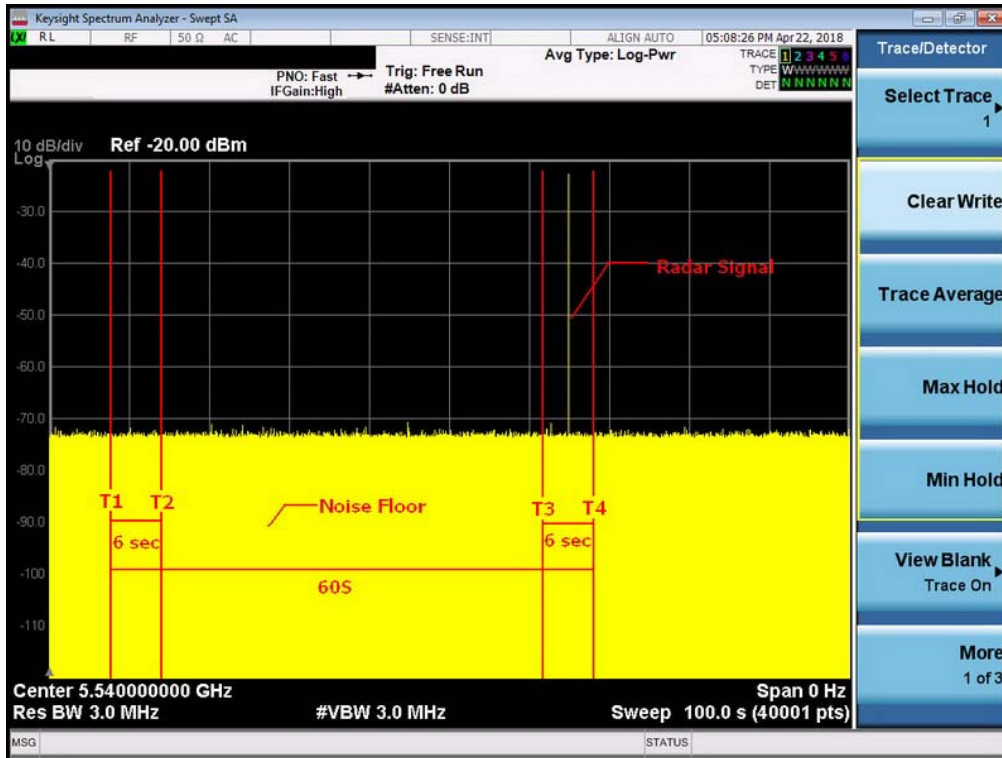 Keysight Spectrum Analyzer - Swept SA
LXI RL RF 50 Ω AC SENSE:INT ALIGN AUTO 05:08:26 PM Apr 22, 2018
PNO: Fast Trig: Free Run Avg Type: Log-Pwr TRACE 1 2 3 4 5 6
IFGain:High #Atten: 0 dB TYPE WWWWWW
DET N N N N N N
Trace/Detector
Select Trace
1
Clear Write
Trace Average
Max Hold
Min Hold
View Blank
Trace On
More
1 of 3
10 dB/div Ref -20.00 dBm
Log
-30.0
-40.0
Radar Signal
-50.0
-60.0
-70.0
-80.0
T1 T2 Noise Floor T3 T4
-90.0
6 sec 6 sec
-100
60S
-110
Center 5.540000000 GHz Span 0 Hz
Res BW 3.0 MHz #VBW 3.0 MHz Sweep 100.0 s (40001 pts)
MSG STATUS